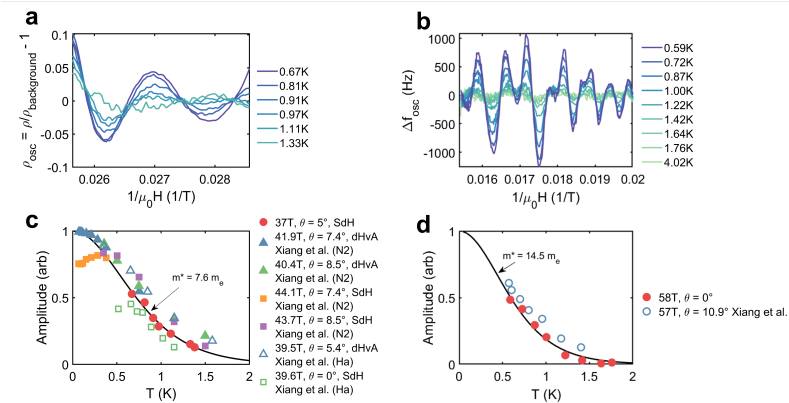 a
0.1
0.05
0
-0.05
-0.1
ρosc = ρ/ρbackground - 1
0.026
0.027
0.028
1/μ0H (1/T)
0.67K
0.81K
0.91K
0.97K
1.11K
1.33K
b
1000
500
0
-500
-1000
Δfosc (Hz)
0.016
0.017
0.018
0.019
0.02
1/μ0H (1/T)
0.59K
0.72K
0.87K
1.00K
1.22K
1.42K
1.64K
1.76K
4.02K
c
1
0.5
0
Amplitude (arb)
0
0.5
1
1.5
2
T (K)
m* = 7.6 me
37T, θ = 5°, SdH
41.9T, θ = 7.4°, dHvA
Xiang et al. (N2)
40.4T, θ = 8.5°, dHvA
Xiang et al. (N2)
44.1T, θ = 7.4°, SdH
Xiang et al. (N2)
43.7T, θ = 8.5°, SdH
Xiang et al. (N2)
39.5T, θ = 5.4°, dHvA
Xiang et al. (Ha)
39.6T, θ = 0°, SdH
Xiang et al. (Ha)
d
1
0.5
0
Amplitude (arb)
0
0.5
1
1.5
2
T (K)
m* = 14.5 me
58T, θ = 0°
57T, θ = 10.9° Xiang et al.